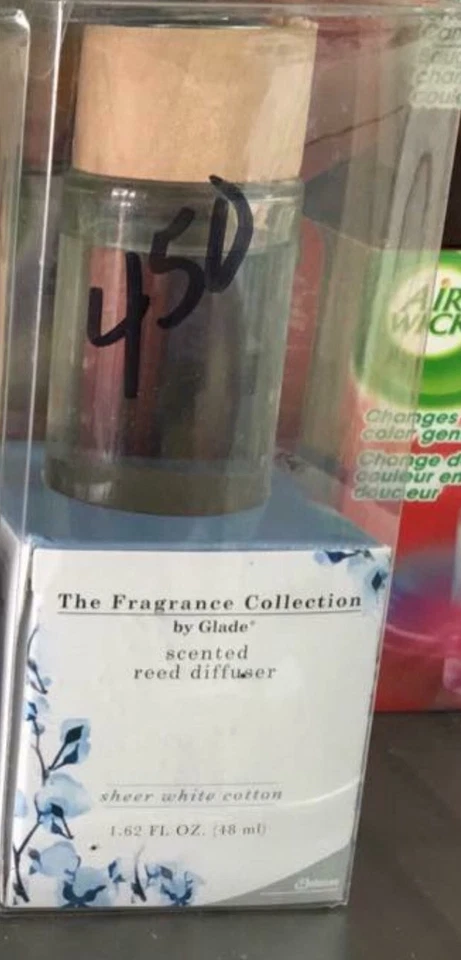 450
The Fragrance Collection
by Glade®
scented
reed diffuser
sheer white cotton
1.62 FL. OZ. (48 ml)
Johnson
AIR
WICK
Changes
color gen
Change d
couleur en
douceur